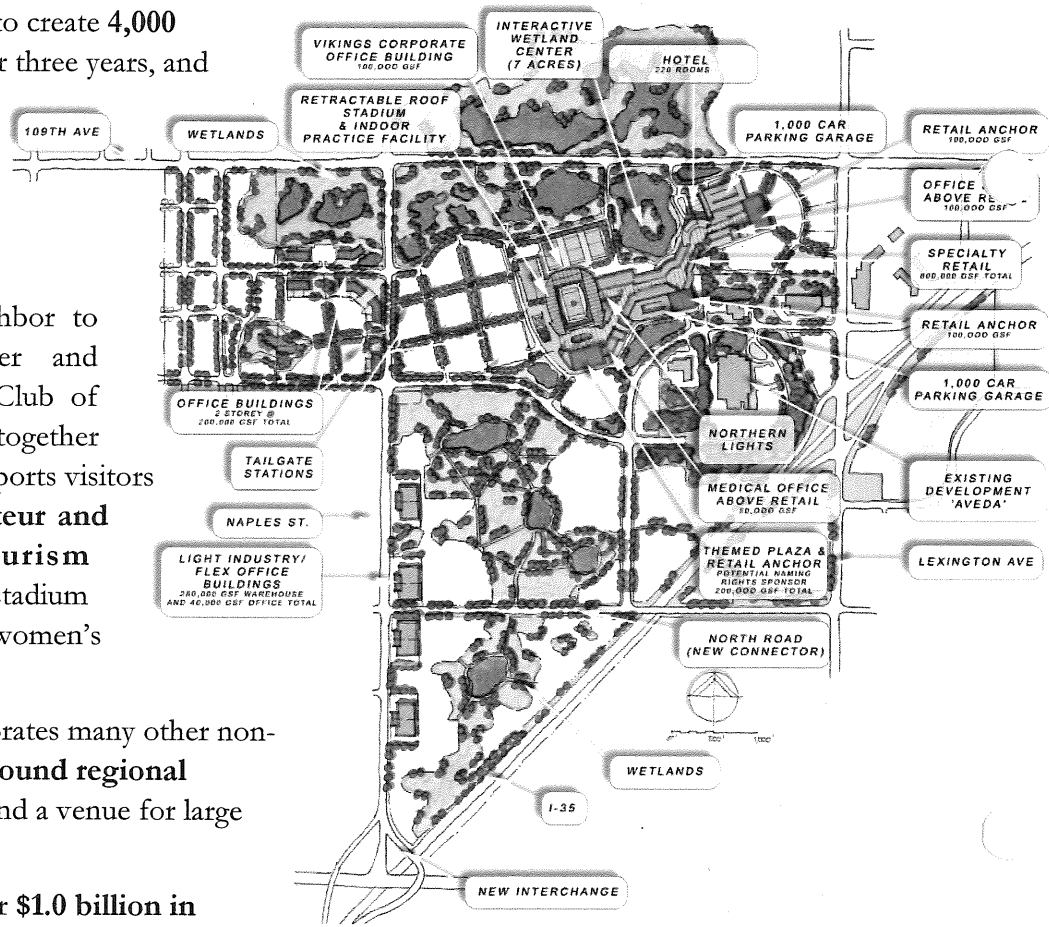 to create 4,000
r three years, and
hbor to
er and
Club of
together
ports visitors
teur and
urism
tadium
women's
orates many other non-
ound regional
nd a venue for large
r $1.0 billion in
VIKINGS CORPORATE
OFFICE BUILDING
100,000 GSF
INTERACTIVE
WETLAND
CENTER
(7 ACRES)
HOTEL
220 ROOMS
109TH AVE
WETLANDS
RETRACTABLE ROOF
STADIUM
& INDOOR
PRACTICE FACILITY
1,000 CAR
PARKING GARAGE
RETAIL ANCHOR
100,000 GSF
OFFICE
ABOVE
100,000 GSF
SPECIALTY
RETAIL
800,000 GSF TOTAL
RETAIL ANCHOR
100,000 GSF
1,000 CAR
PARKING GARAGE
OFFICE BUILDINGS
2 STOREY @
200,000 GSF TOTAL
TAILGATE
STATIONS
NAPLES ST.
LIGHT INDUSTRY/
FLEX OFFICE
BUILDINGS
280,000 GSF WAREHOUSE
AND 40,000 GSF OFFICE TOTAL
NORTHERN
LIGHTS
MEDICAL OFFICE
ABOVE RETAIL
80,000 GSF
EXISTING
DEVELOPMENT
'AVEDA'
THEMED PLAZA &
RETAIL ANCHOR
POTENTIAL NAMING
RIGHTS SPONSOR
200,000 GSF TOTAL
LEXINGTON AVE
NORTH ROAD
(NEW CONNECTOR)
WETLANDS
I-35
NEW INTERCHANGE